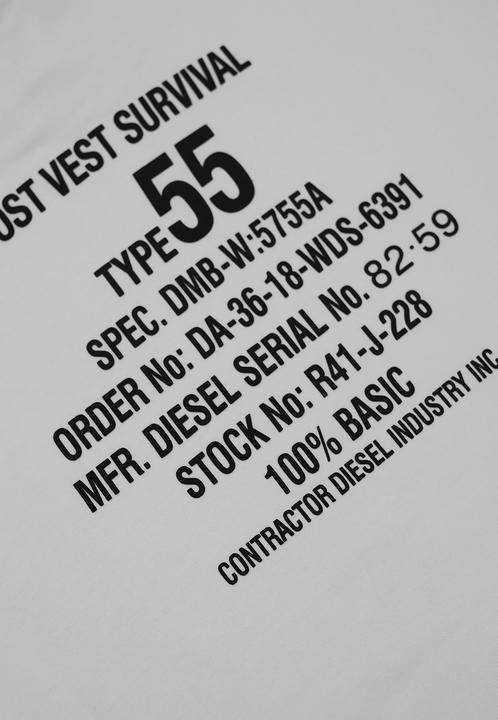 OST VEST SURVIVAL
TYPE 55
SPEC. DMB-W:5755A
ORDER No: DA-36-18-WDS-6391
MFR. DIESEL SERIAL No. 82·59
STOCK No: R41-J-228
100% BASIC
CONTRACTOR DIESEL INDUSTRY INC